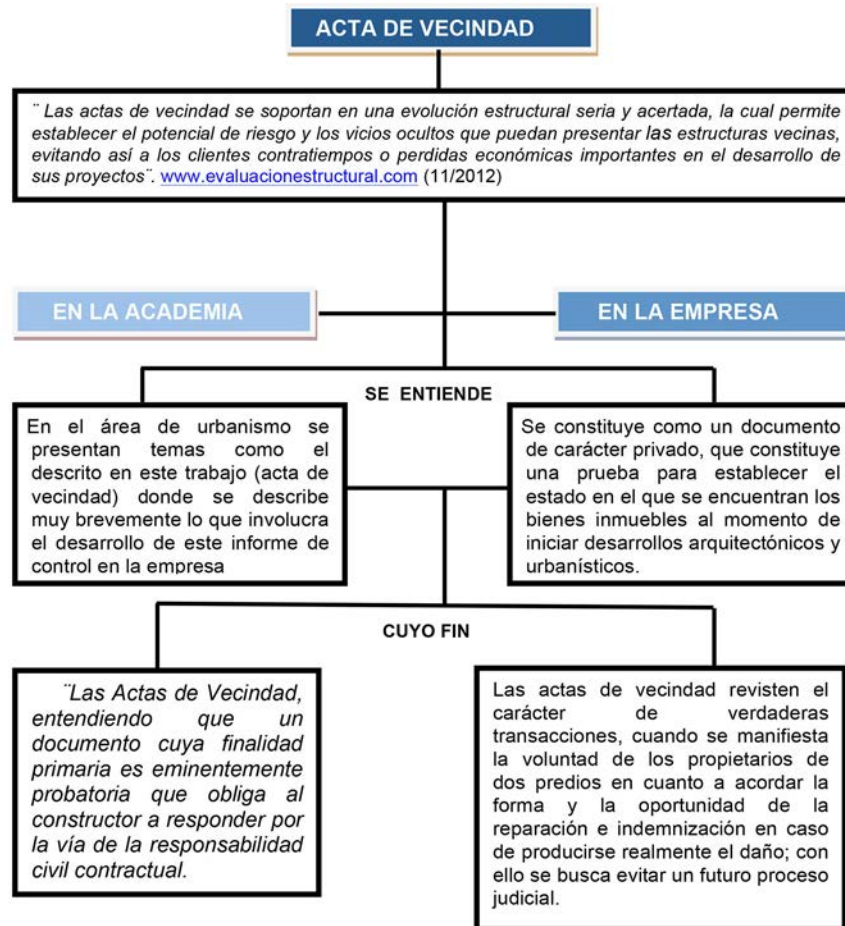 ACTA DE VECINDAD
¨ Las actas de vecindad se soportan en una evolución estructural seria y acertada, la cual permite
establecer el potencial de riesgo y los vicios ocultos que puedan presentar las estructuras vecinas,
evitando así a los clientes contratiempos o perdidas económicas importantes en el desarrollo de
sus proyectos¨. www.evaluacionestructural.com (11/2012)
EN LA ACADEMIA
EN LA EMPRESA
SE ENTIENDE
En el área de urbanismo se
presentan temas como el
descrito en este trabajo (acta de
vecindad) donde se describe
muy brevemente lo que involucra
el desarrollo de este informe de
control en la empresa
Se constituye como un documento
de carácter privado, que constituye
una prueba para establecer el
estado en el que se encuentran los
bienes inmuebles al momento de
iniciar desarrollos arquitectónicos y
urbanísticos.
CUYO FIN
¨Las Actas de Vecindad,
entendiendo que un
documento cuya finalidad
primaria es eminentemente
probatoria que obliga al
constructor a responder por
la vía de la responsabilidad
civil contractual.
Las actas de vecindad revisten el
carácter de verdaderas
transacciones, cuando se manifiesta
la voluntad de los propietarios de
dos predios en cuanto a acordar la
forma y la oportunidad de la
reparación e indemnización en caso
de producirse realmente el daño; con
ello se busca evitar un futuro proceso
judicial.